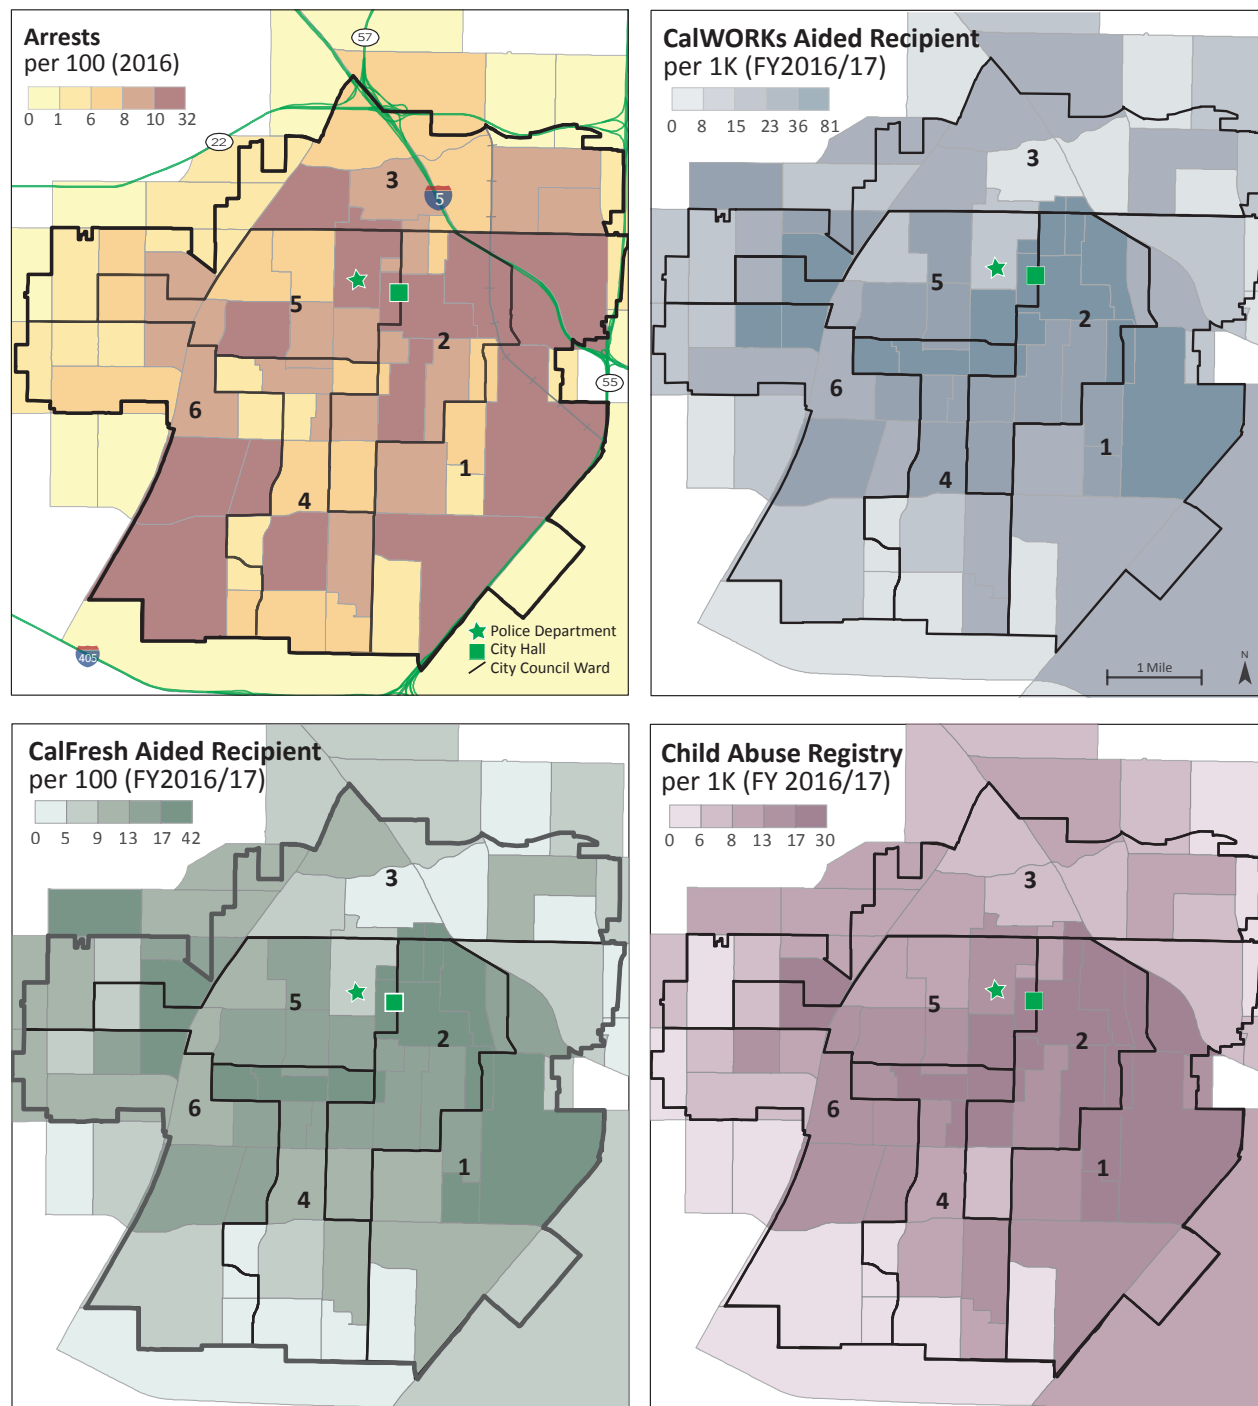 Arrests
per 100 (2016)
0 1 6 8 10 32
57
22
3
5
5
2
55
6
1
4
405
Police Department
City Hall
City Council Ward
CalWORKs Aided Recipient
per 1K (FY2016/17)
0 8 15 23 36 81
3
5
2
6
1
4
1 Mile
N
CalFresh Aided Recipient
per 100 (FY2016/17)
0 5 9 13 17 42
3
5
2
6
1
4
Child Abuse Registry
per 1K (FY 2016/17)
0 6 8 13 17 30
3
5
2
6
1
4